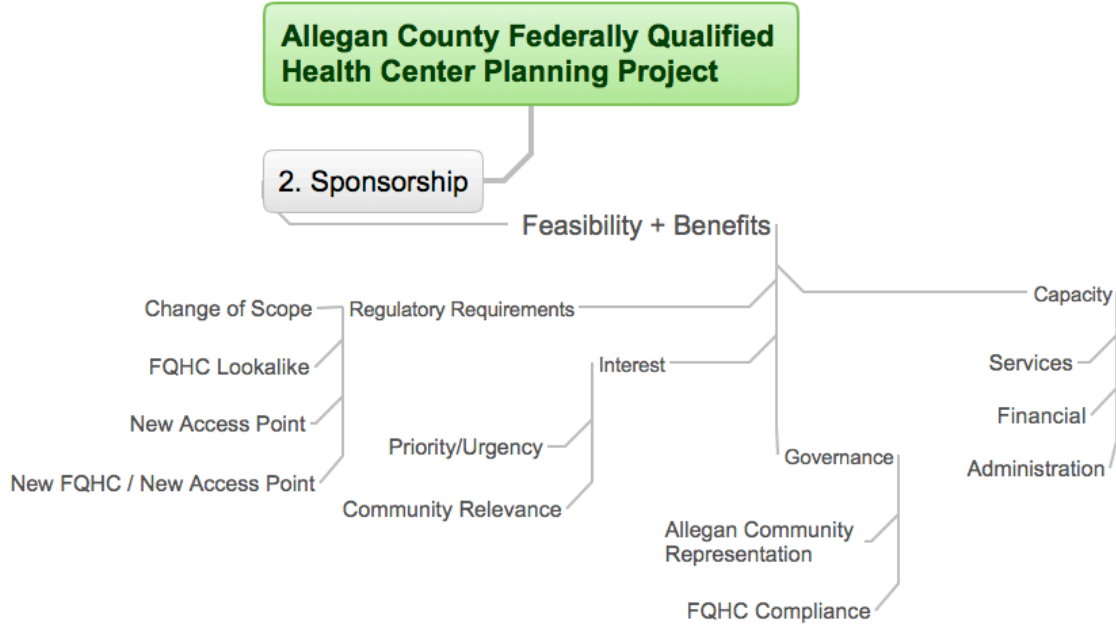 Allegan County Federally Qualified
Health Center Planning Project
2. Sponsorship
Feasibility + Benefits
Change of Scope
Regulatory Requirements
FQHC Lookalike
New Access Point
New FQHC / New Access Point
Interest
Priority/Urgency
Community Relevance
Governance
Allegan Community
Representation
FQHC Compliance
Capacity
Services
Financial
Administration